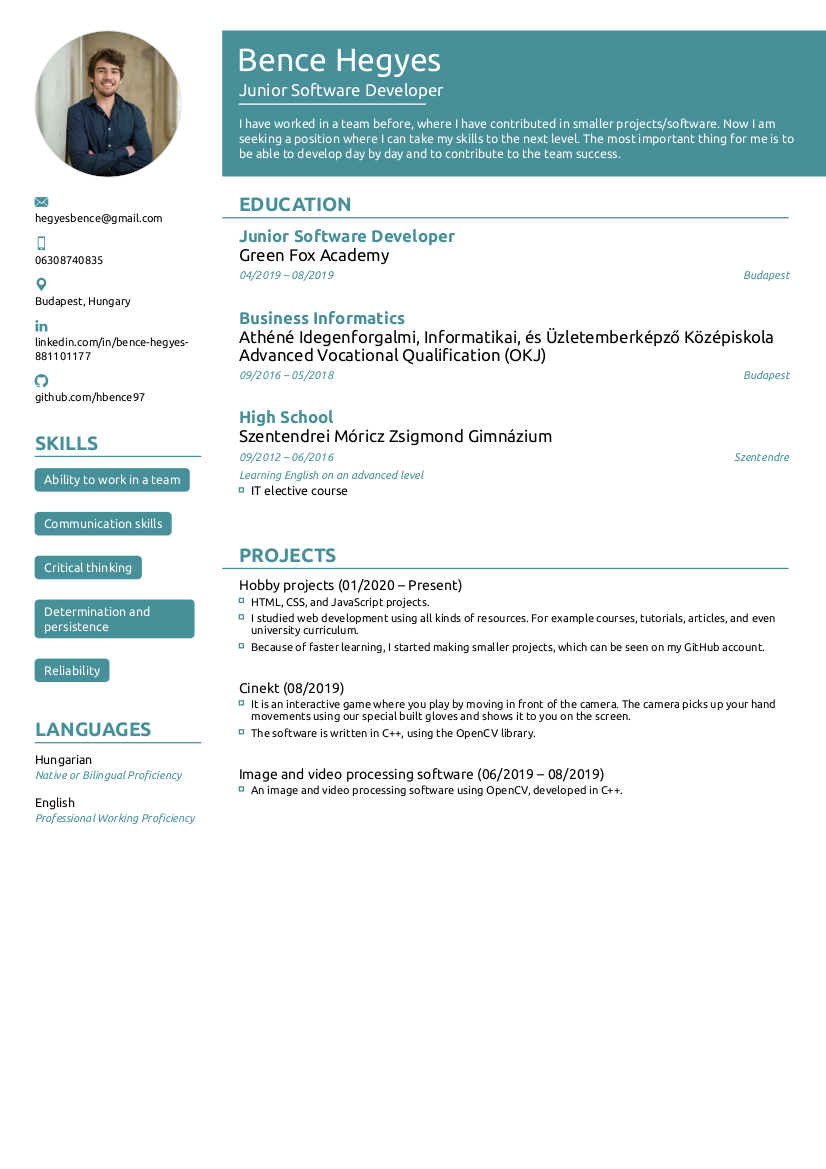 Bence Hegyes
Junior Software Developer
I have worked in a team before, where I have contributed in smaller projects/software. Now I am
seeking a position where I can take my skills to the next level. The most important thing for me is to
be able to develop day by day and to contribute to the team success.
hegyesbence@gmail.com
06308740835
Budapest, Hungary
linkedin.com/in/bence-hegyes-
881101177
github.com/hbence97
SKILLS
Ability to work in a team
Communication skills
Critical thinking
Determination and
persistence
Reliability
LANGUAGES
Hungarian
Native or Bilingual Proficiency
English
Professional Working Proficiency
EDUCATION
Junior Software Developer
Green Fox Academy
04/2019 – 08/2019 Budapest
Business Informatics
Athéné Idegenforgalmi, Informatikai, és Üzletemberképző Középiskola
Advanced Vocational Qualification (OKJ)
09/2016 – 05/2018 Budapest
High School
Szentendrei Móricz Zsigmond Gimnázium
09/2012 – 06/2016 Szentendre
Learning English on an advanced level
IT elective course
PROJECTS
Hobby projects (01/2020 – Present)
HTML, CSS, and JavaScript projects.
I studied web development using all kinds of resources. For example courses, tutorials, articles, and even
university curriculum.
Because of faster learning, I started making smaller projects, which can be seen on my GitHub account.
Cinekt (08/2019)
It is an interactive game where you play by moving in front of the camera. The camera picks up your hand
movements using our special built gloves and shows it to you on the screen.
The software is written in C++, using the OpenCV library.
Image and video processing software (06/2019 – 08/2019)
An image and video processing software using OpenCV, developed in C++.